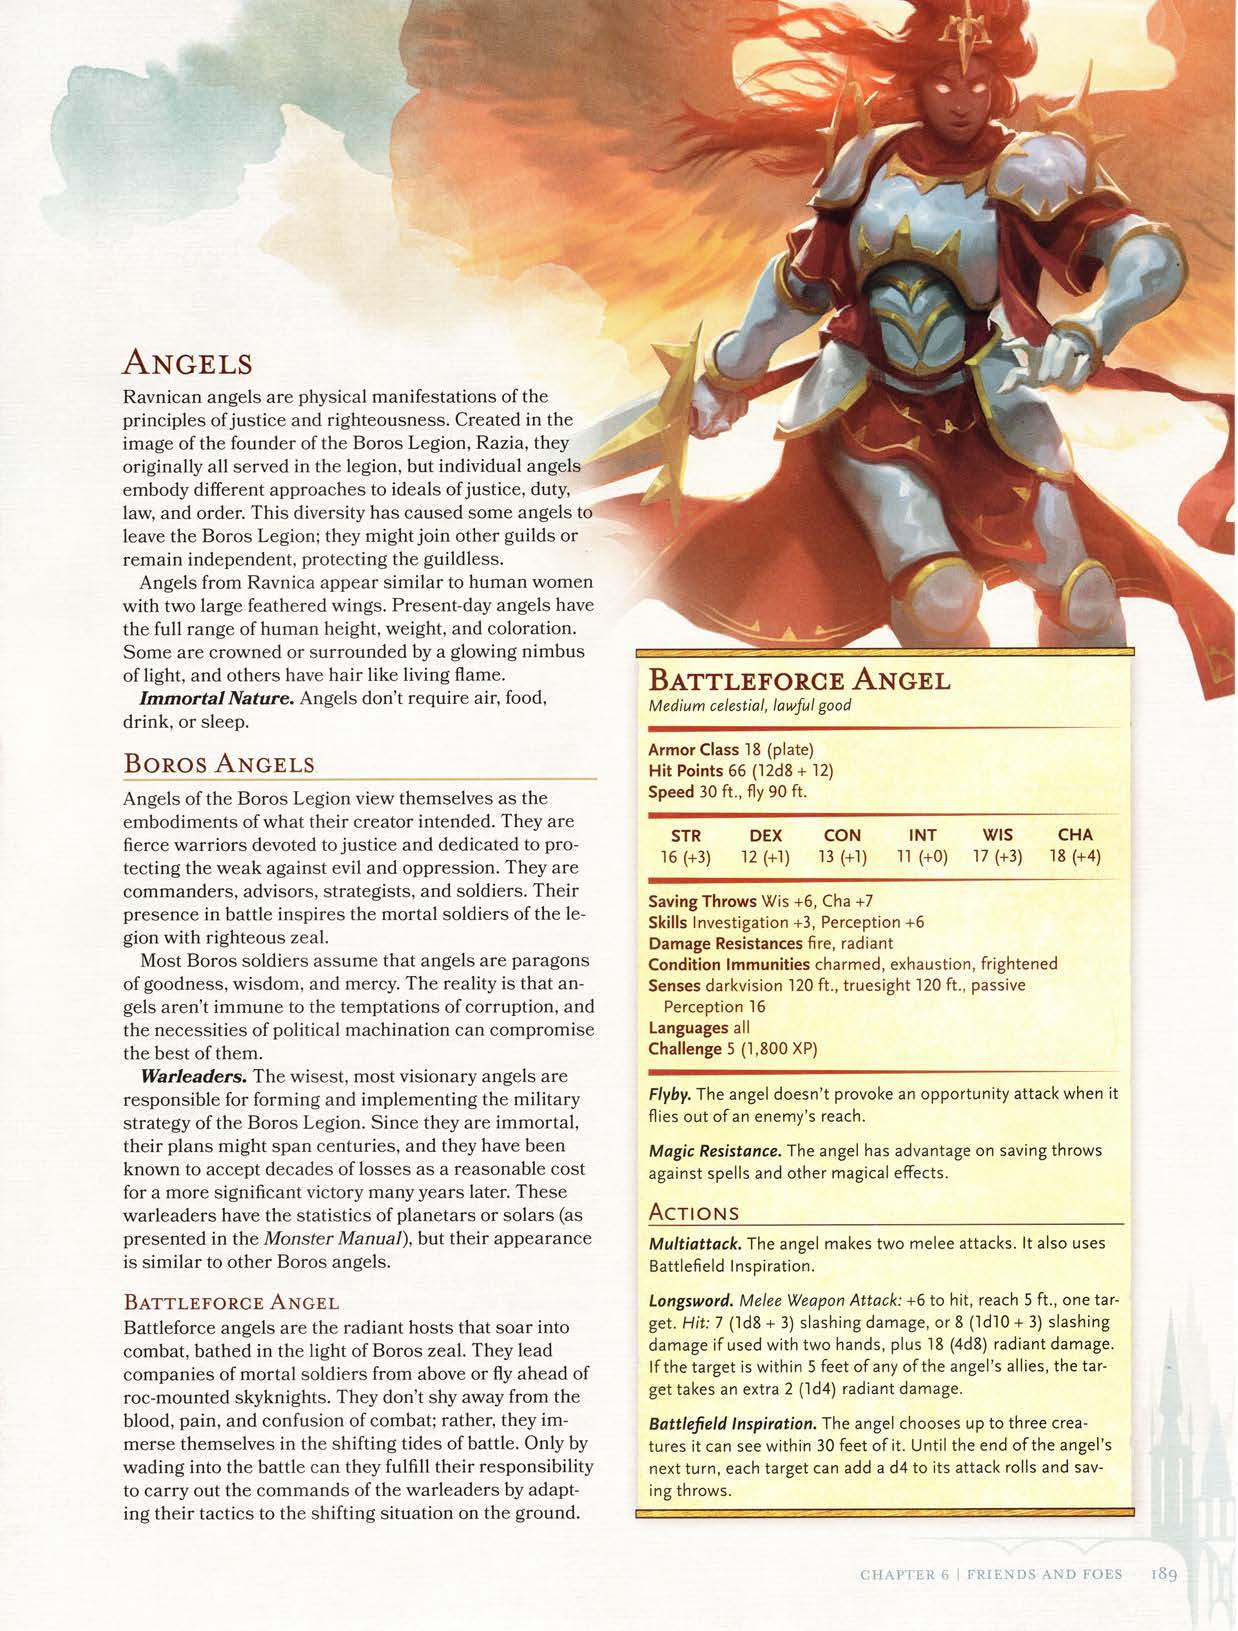 ANGELS
Ravnican angels are physical manifestations of the
principles of justice and righteousness. Created in the
image of the founder of the Boros Legion, Razia, they
originally all served in the legion, but individual angels
embody different approaches to ideals of justice, duty,
law, and order. This diversity has caused some angels to
leave the Boros Legion; they might join other guilds or
remain independent, protecting the guildless.
Angels from Ravnica appear similar to human women
with two large feathered wings. Present-day angels have
the full range of human height, weight, and coloration.
Some are crowned or surrounded by a glowing nimbus
of light, and others have hair like living flame.
Immortal Nature. Angels don't require air, food,
drink, or sleep.
BOROS ANGELS
Angels of the Boros Legion view themselves as the
embodiments of what their creator intended. They are
fierce warriors devoted to justice and dedicated to pro-
tecting the weak against evil and oppression. They are
commanders, advisors, strategists, and soldiers. Their
presence in battle inspires the mortal soldiers of the le-
gion with righteous zeal.
Most Boros soldiers assume that angels are paragons
of goodness, wisdom, and mercy. The reality is that an-
gels aren't immune to the temptations of corruption, and
the necessities of political machination can compromise
the best of them.
Warleaders. The wisest, most visionary angels are
responsible for forming and implementing the military
strategy of the Boros Legion. Since they are immortal,
their plans might span centuries, and they have been
known to accept decades of losses as a reasonable cost
for a more significant victory many years later. These
warleaders have the statistics of planetars or solars (as
presented in the Monster Manual), but their appearance
is similar to other Boros angels.
BATTLEFORCE ANGEL
Battleforce angels are the radiant hosts that soar into
combat, bathed in the light of Boros zeal. They lead
companies of mortal soldiers from above or fly ahead of
roc-mounted skyknights. They don't shy away from the
blood, pain, and confusion of combat; rather, they im-
merse themselves in the shifting tides of battle. Only by
wading into the battle can they fulfill their responsibility
to carry out the commands of the warleaders by adapt-
ing their tactics to the shifting situation on the ground.
BATTLEFORCE ANGEL
Medium celestial, lawful good
Armor Class 18 (plate)
Hit Points 66 (12d8 + 12)
Speed 30 ft., fly 90 ft.
STR DEX CON INT WIS CHA
16 (+3) 12 (+1) 13 (+1) 11 (+0) 17 (+3) 18 (+4)
Saving Throws Wis +6, Cha +7
Skills Investigation +3, Perception +6
Damage Resistances fire, radiant
Condition Immunities charmed, exhaustion, frightened
Senses darkvision 120 ft., truesight 120 ft., passive
Perception 16
Languages all
Challenge 5 (1,800 XP)
Flyby. The angel doesn't provoke an opportunity attack when it
flies out of an enemy's reach.
Magic Resistance. The angel has advantage on saving throws
against spells and other magical effects.
ACTIONS
Multiattack. The angel makes two melee attacks. It also uses
Battlefield Inspiration.
Longsword. Melee Weapon Attack: +6 to hit, reach 5 ft., one tar-
get. Hit: 7 (1d8 + 3) slashing damage, or 8 (1d10 + 3) slashing
damage if used with two hands, plus 18 (4d8) radiant damage.
If the target is within 5 feet of any of the angel's allies, the tar-
get takes an extra 2 (1d4) radiant damage.
Battlefield Inspiration. The angel chooses up to three crea-
tures it can see within 30 feet of it. Until the end of the angel's
next turn, each target can add a d4 to its attack rolls and sav-
ing throws.
CHAPTER 6 | FRIENDS AND FOES 189